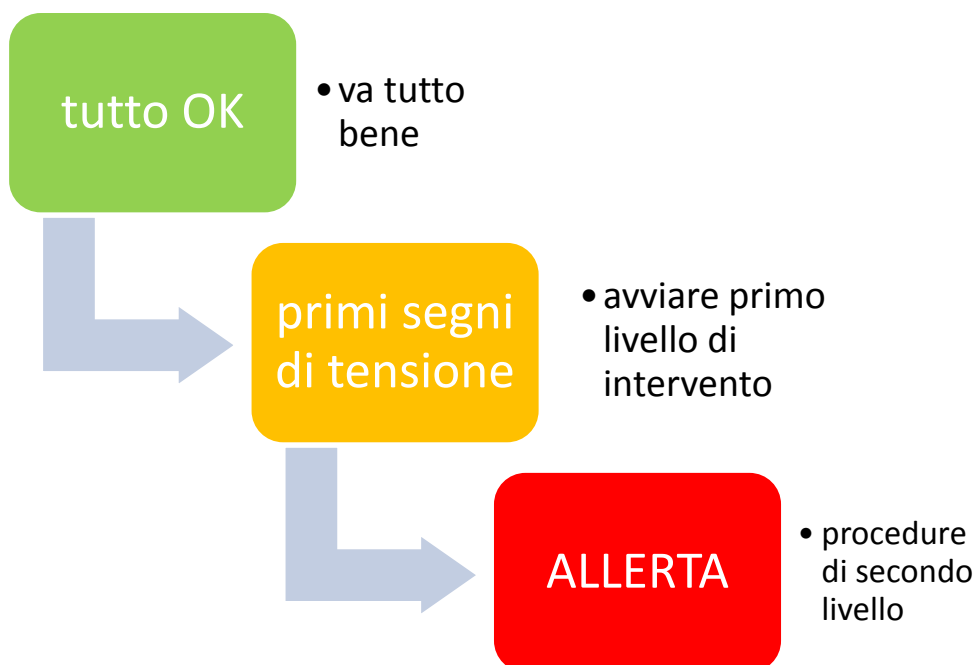 tutto OK
• va tutto
bene
primi segni
di tensione
• avviare primo
livello di
intervento
ALLERTA
• procedure
di secondo
livello